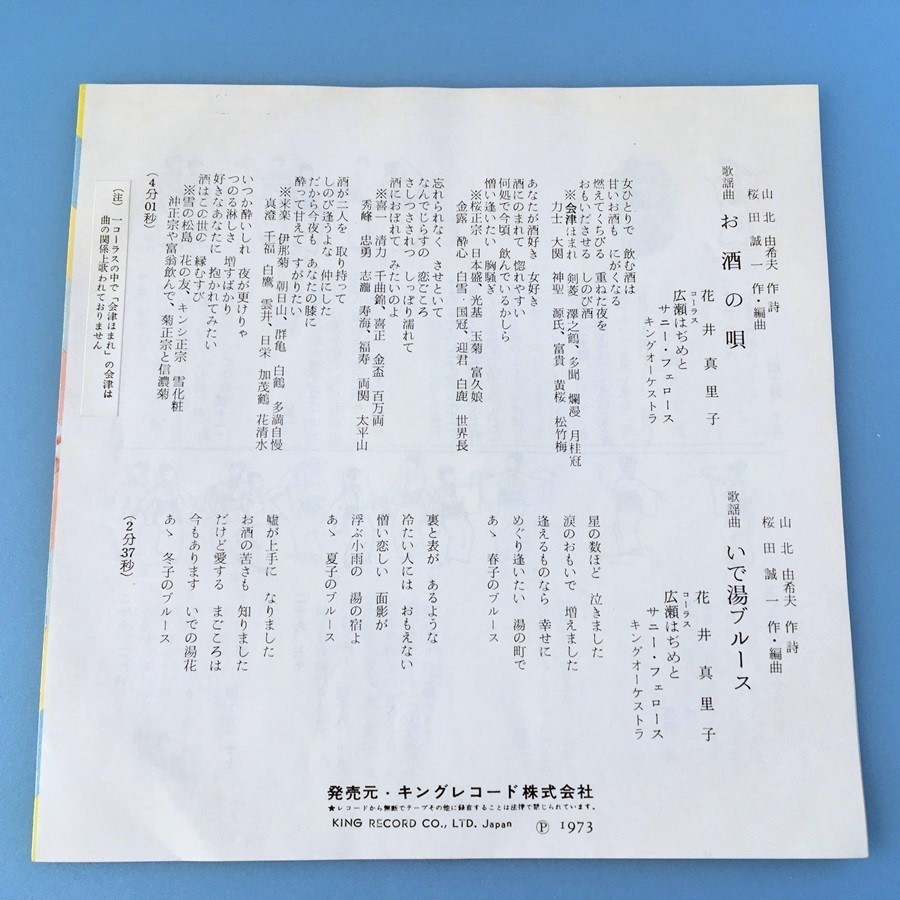 歌謡曲 お酒の唄
山北 由希夫 作詩
桜田 誠一 作・編曲
花井真里子
コーラス 広瀬はぢめと
サニー・フェロース
キングオーケストラ
女ひとりで 飲む酒は
甘いお酒も にがくなる
燃えてくちびる 重ねた夜を
おもいださせる しのび酒
※会津ほまれ 剣菱 澤之鶴、多聞 爛漫 月桂冠
力士 大関 神聖 源氏、富貴 黄桜 松竹梅
あなたが酒好き 女好き
酒にのまれて 惚れやすい
何処で今頃 飲んでいるかしら
憎い逢いたい 胸騒ぎ
※桜正宗 日本盛、光基 玉菊 富久娘
金露 酔心 白雪・国冠、迎君 白鹿 世界長
忘れられなく させといて
なんでじらすの 恋ごころ
さしつさされつ しっぽり濡れて
酒におぼれて みたいのよ
※喜一 清力 千曲錦、喜正 金盃 百万両
秀峰 忠勇 志瀧 寿海、福寿 両関 太平山
酒が二人を 取り持って
しのび逢うよな 仲にした
だから今夜も あなたの膝に
酔って甘えて すがりたい
※来楽 伊那菊 朝日山、群亀 白鶴 多満自慢
真澄 千福 白鷹 雲井、日栄 加茂鶴 花清水
いつか酔いしれ 夜が更けりゃ
つのる淋しさ 増すばかり
好きなあなたに 抱かれてみたい
酒はこの世の 縁むすび
※雪の松島 花の友、キンシ正宗 雪化粧
沖正宗や富翁飲んで、菊正宗と信濃菊
(4分01秒)
(注) 一コーラスの中で「会津ほまれ」の会津は
曲の関係上歌われておりません
歌謡曲 いで湯ブルース
山北 由希夫 作詩
桜田 誠一 作・編曲
花井真里子
コーラス 広瀬はぢめと
サニー・フェロース
キングオーケストラ
星の数ほど 泣きました
涙のおもいで 増えました
逢えるものなら 幸せに
めぐり逢いたい 湯の町で
あゝ 春子のブルース
裏と表が あるような
冷たい人には おもえない
憎い恋しい 面影が
浮ぶ小雨の 湯の宿よ
あゝ 夏子のブルース
嘘が上手に なりました
お酒の苦さも 知りました
だけど愛する まごころは
今もあります いでの湯花
あゝ 冬子のブルース
(2分37秒)
発売元・キングレコード株式会社
★レコードから無断でテープその他に録音することは法律で禁じられています。
KING RECORD CO., LTD. Japan Ⓟ 1973